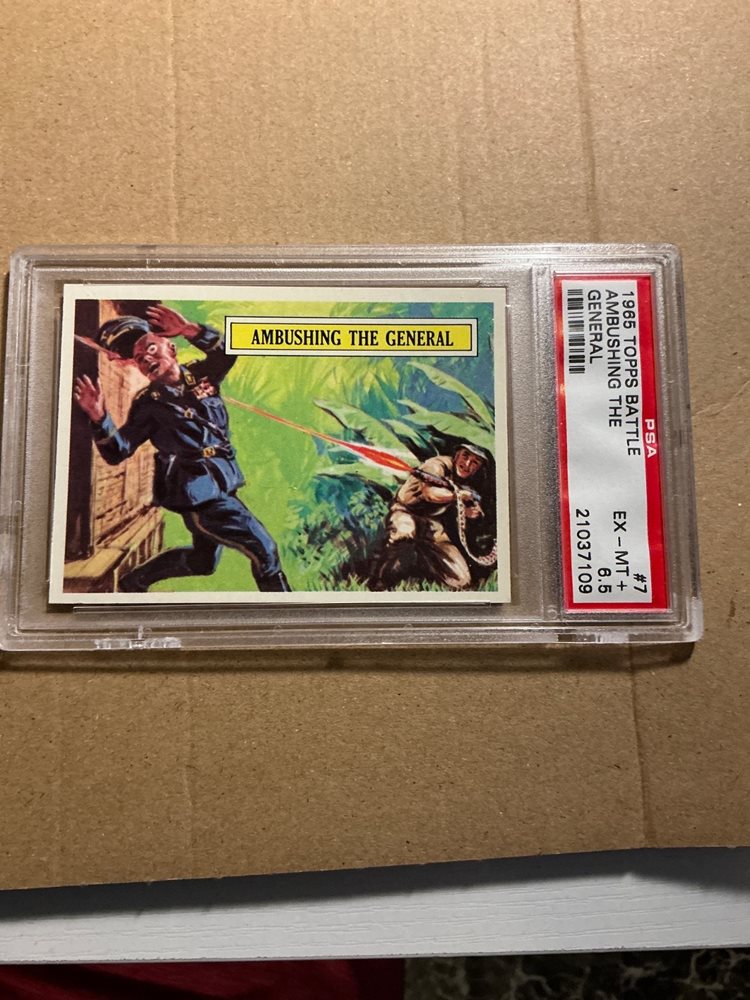 AMBUSHING THE GENERAL
1965 TOPPS BATTLE #7
AMBUSHING THE EX-MT+
GENERAL 6.5
21037109
PSA